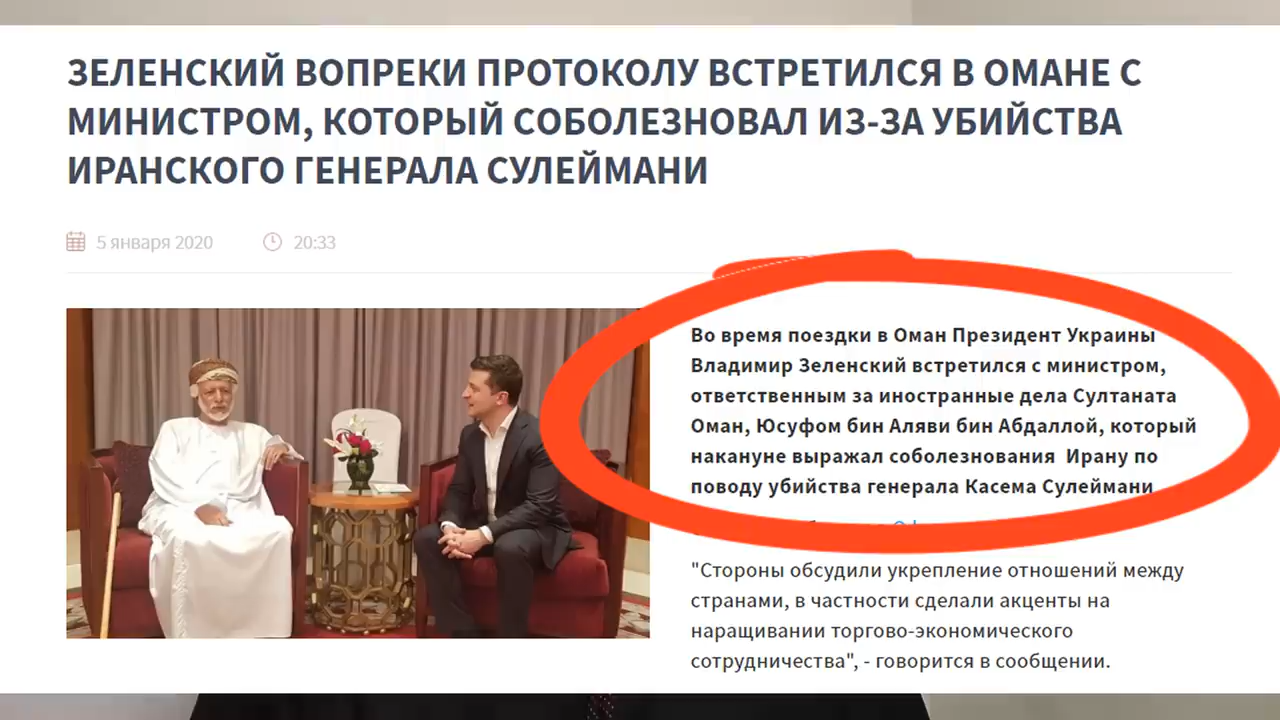 ЗЕЛЕНСКИЙ ВОПРЕКИ ПРОТОКОЛУ ВСТРЕТИЛСЯ В ОМАНЕ С
МИНИСТРОМ, КОТОРЫЙ СОБОЛЕЗНОВАЛ ИЗ-ЗА УБИЙСТВА
ИРАНСКОГО ГЕНЕРАЛА СУЛЕЙМАНИ
5 января 2020 20:33
Во время поездки в Оман Президент Украины
Владимир Зеленский встретился с министром,
ответственным за иностранные дела Султаната
Оман, Юсуфом бин Аляви бин Абдаллой, который
накануне выражал соболезнования Ирану по
поводу убийства генерала Касема Сулеймани
"Стороны обсудили укрепление отношений между
странами, в частности сделали акценты на
наращивании торгово-экономического
сотрудничества", - говорится в сообщении.